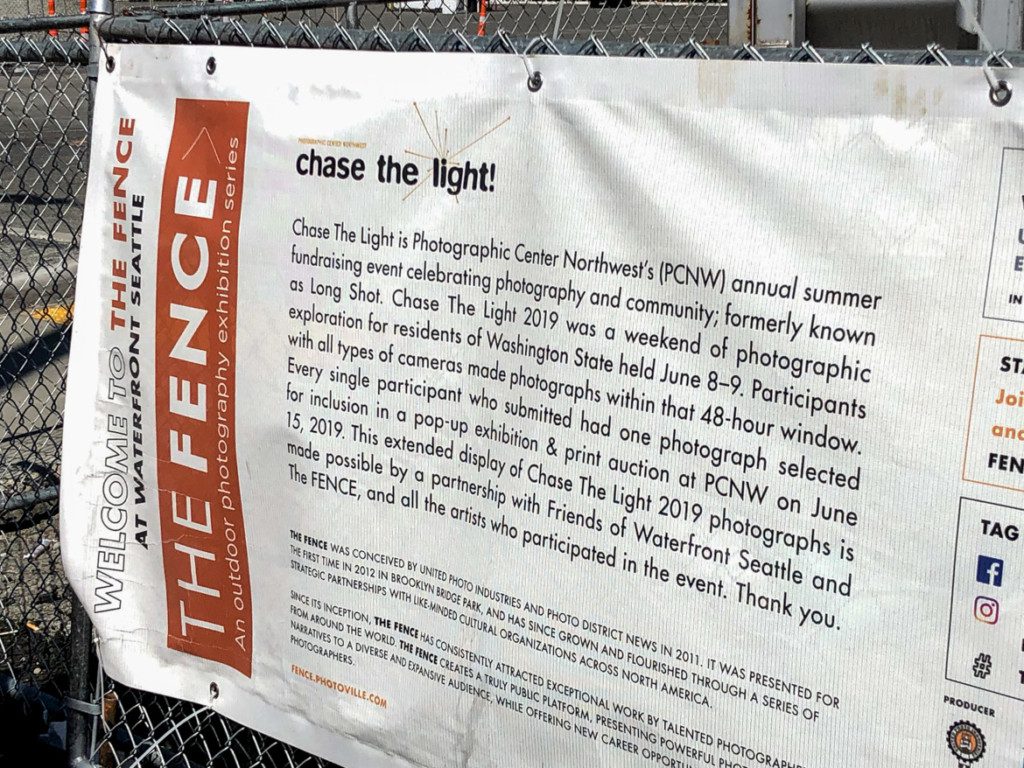 WELCOME TO THE FENCE
AT WATERFRONT SEATTLE
THE FENCE >
An outdoor photography exhibition series
PHOTOGRAPHIC CENTER NORTHWEST
chase the light!
Chase The Light is Photographic Center Northwest's (PCNW) annual summer
fundraising event celebrating photography and community; formerly known
as Long Shot. Chase The Light 2019 was a weekend of photographic
exploration for residents of Washington State held June 8–9. Participants
with all types of cameras made photographs within that 48-hour window.
Every single participant who submitted had one photograph selected
for inclusion in a pop-up exhibition & print auction at PCNW on June
15, 2019. This extended display of Chase The Light 2019 photographs is
made possible by a partnership with Friends of Waterfront Seattle and
The FENCE, and all the artists who participated in the event. Thank you.
THE FENCE WAS CONCEIVED BY UNITED PHOTO INDUSTRIES AND PHOTO DISTRICT NEWS IN 2011. IT WAS PRESENTED FOR
THE FIRST TIME IN 2012 IN BROOKLYN BRIDGE PARK, AND HAS SINCE GROWN AND FLOURISHED THROUGH A SERIES OF
STRATEGIC PARTNERSHIPS WITH LIKE-MINDED CULTURAL ORGANIZATIONS ACROSS NORTH AMERICA.
SINCE ITS INCEPTION, THE FENCE HAS CONSISTENTLY ATTRACTED EXCEPTIONAL WORK BY TALENTED PHOTOGRAPHERS
FROM AROUND THE WORLD. THE FENCE CREATES A TRULY PUBLIC PLATFORM, PRESENTING POWERFUL PHO
NARRATIVES TO A DIVERSE AND EXPANSIVE AUDIENCE, WHILE OFFERING NEW CAREER OPPORTUN
PHOTOGRAPHERS.
FENCE.PHOTOVILLE.COM
IN
STA
Joi
and
FEN
TAG
PRODUCER